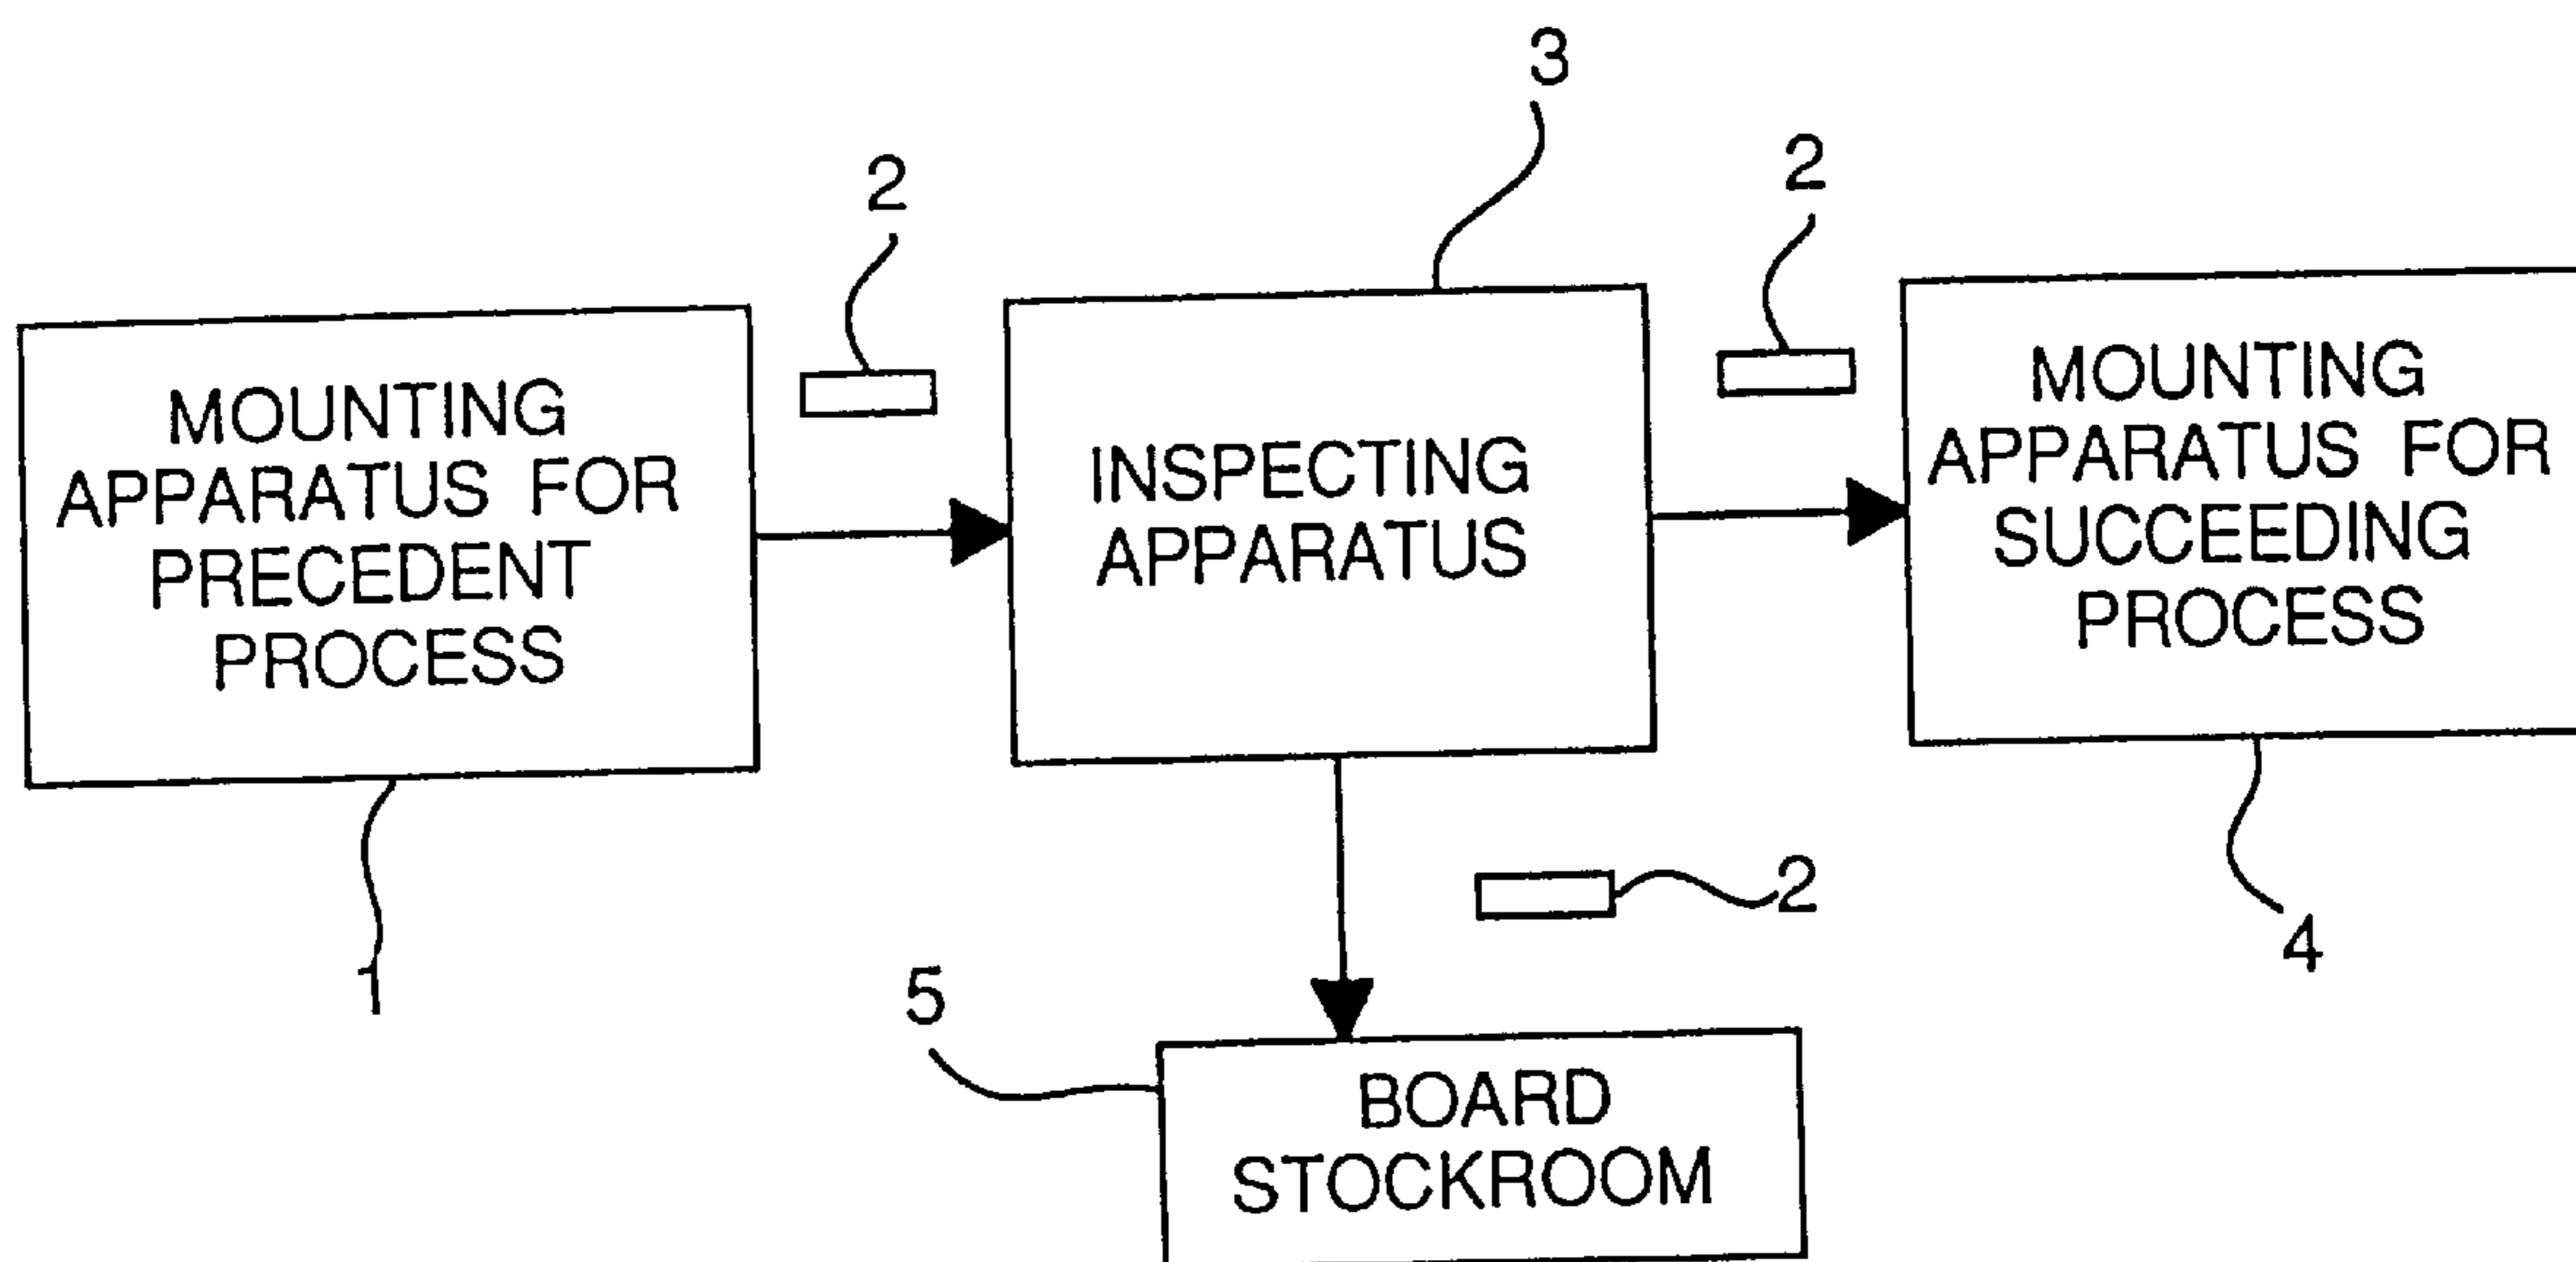 3
2
2
MOUNTING
APPARATUS FOR
PRECEDENT
PROCESS
INSPECTING
APPARATUS
MOUNTING
APPARATUS FOR
SUCCEEDING
PROCESS
2
1
4
5
BOARD
STOCKROOM